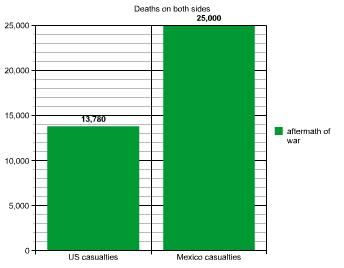 Deaths on both sides
25,000
25,000
20,000
15,000
13,780
10,000
5,000
0
US casualties
Mexico casualties
aftermath of
war